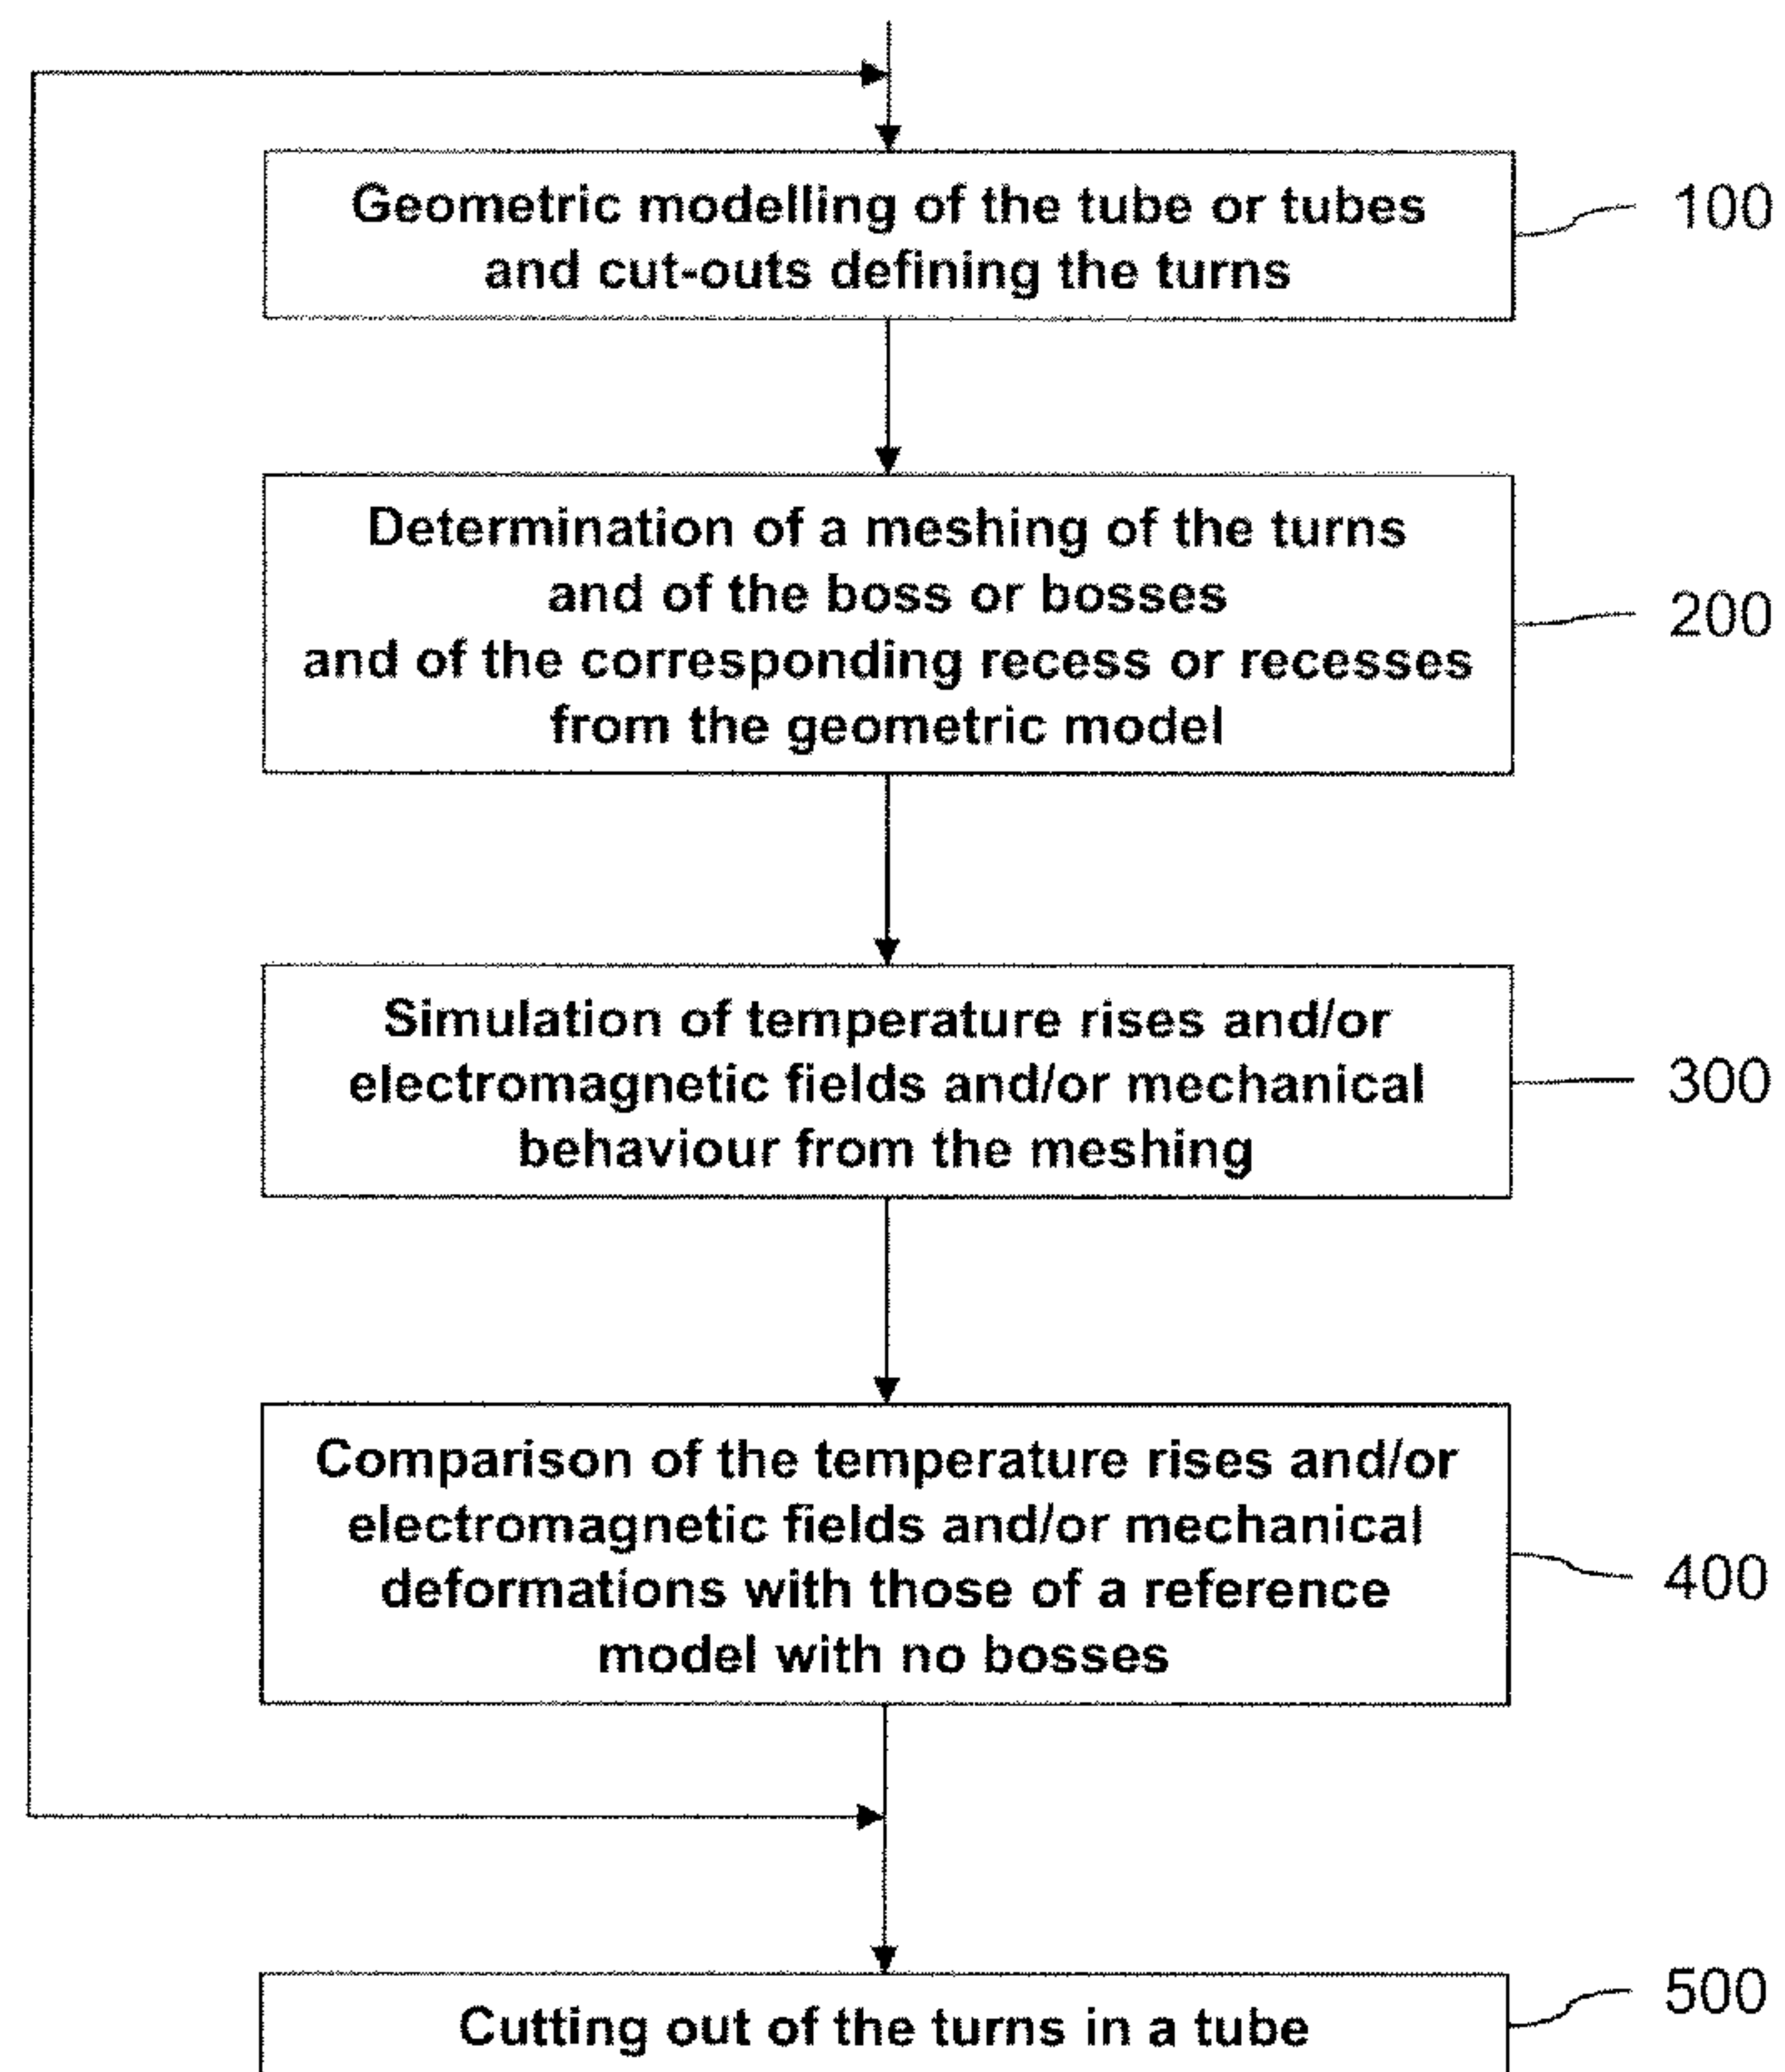 Geometric modelling of the tube or tubes
and cut-outs defining the turns
100
Determination of a meshing of the turns
and of the boss or bosses
and of the corresponding recess or recesses
from the geometric model
200
Simulation of temperature rises and/or
electromagnetic fields and/or mechanical
behaviour from the meshing
300
Comparison of the temperature rises and/or
electromagnetic fields and/or mechanical
deformations with those of a reference
model with no bosses
400
Cutting out of the turns in a tube
500